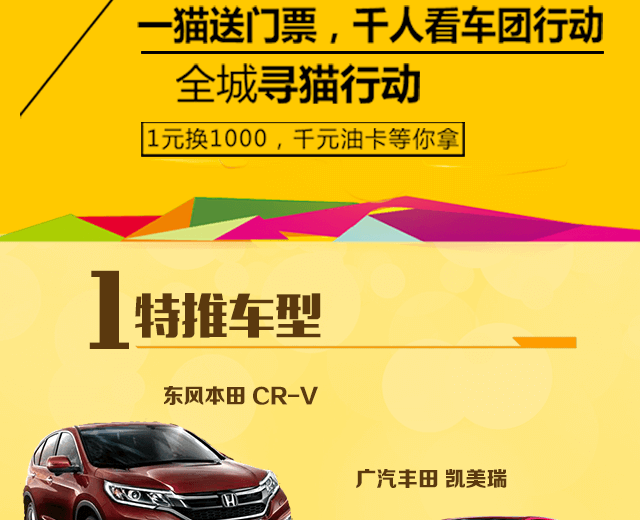 一猫送门票，千人看车团行动
全城寻猫行动
1元换1000，千元油卡等你拿
1 特推车型
东风本田 CR-V
广汽丰田 凯美瑞